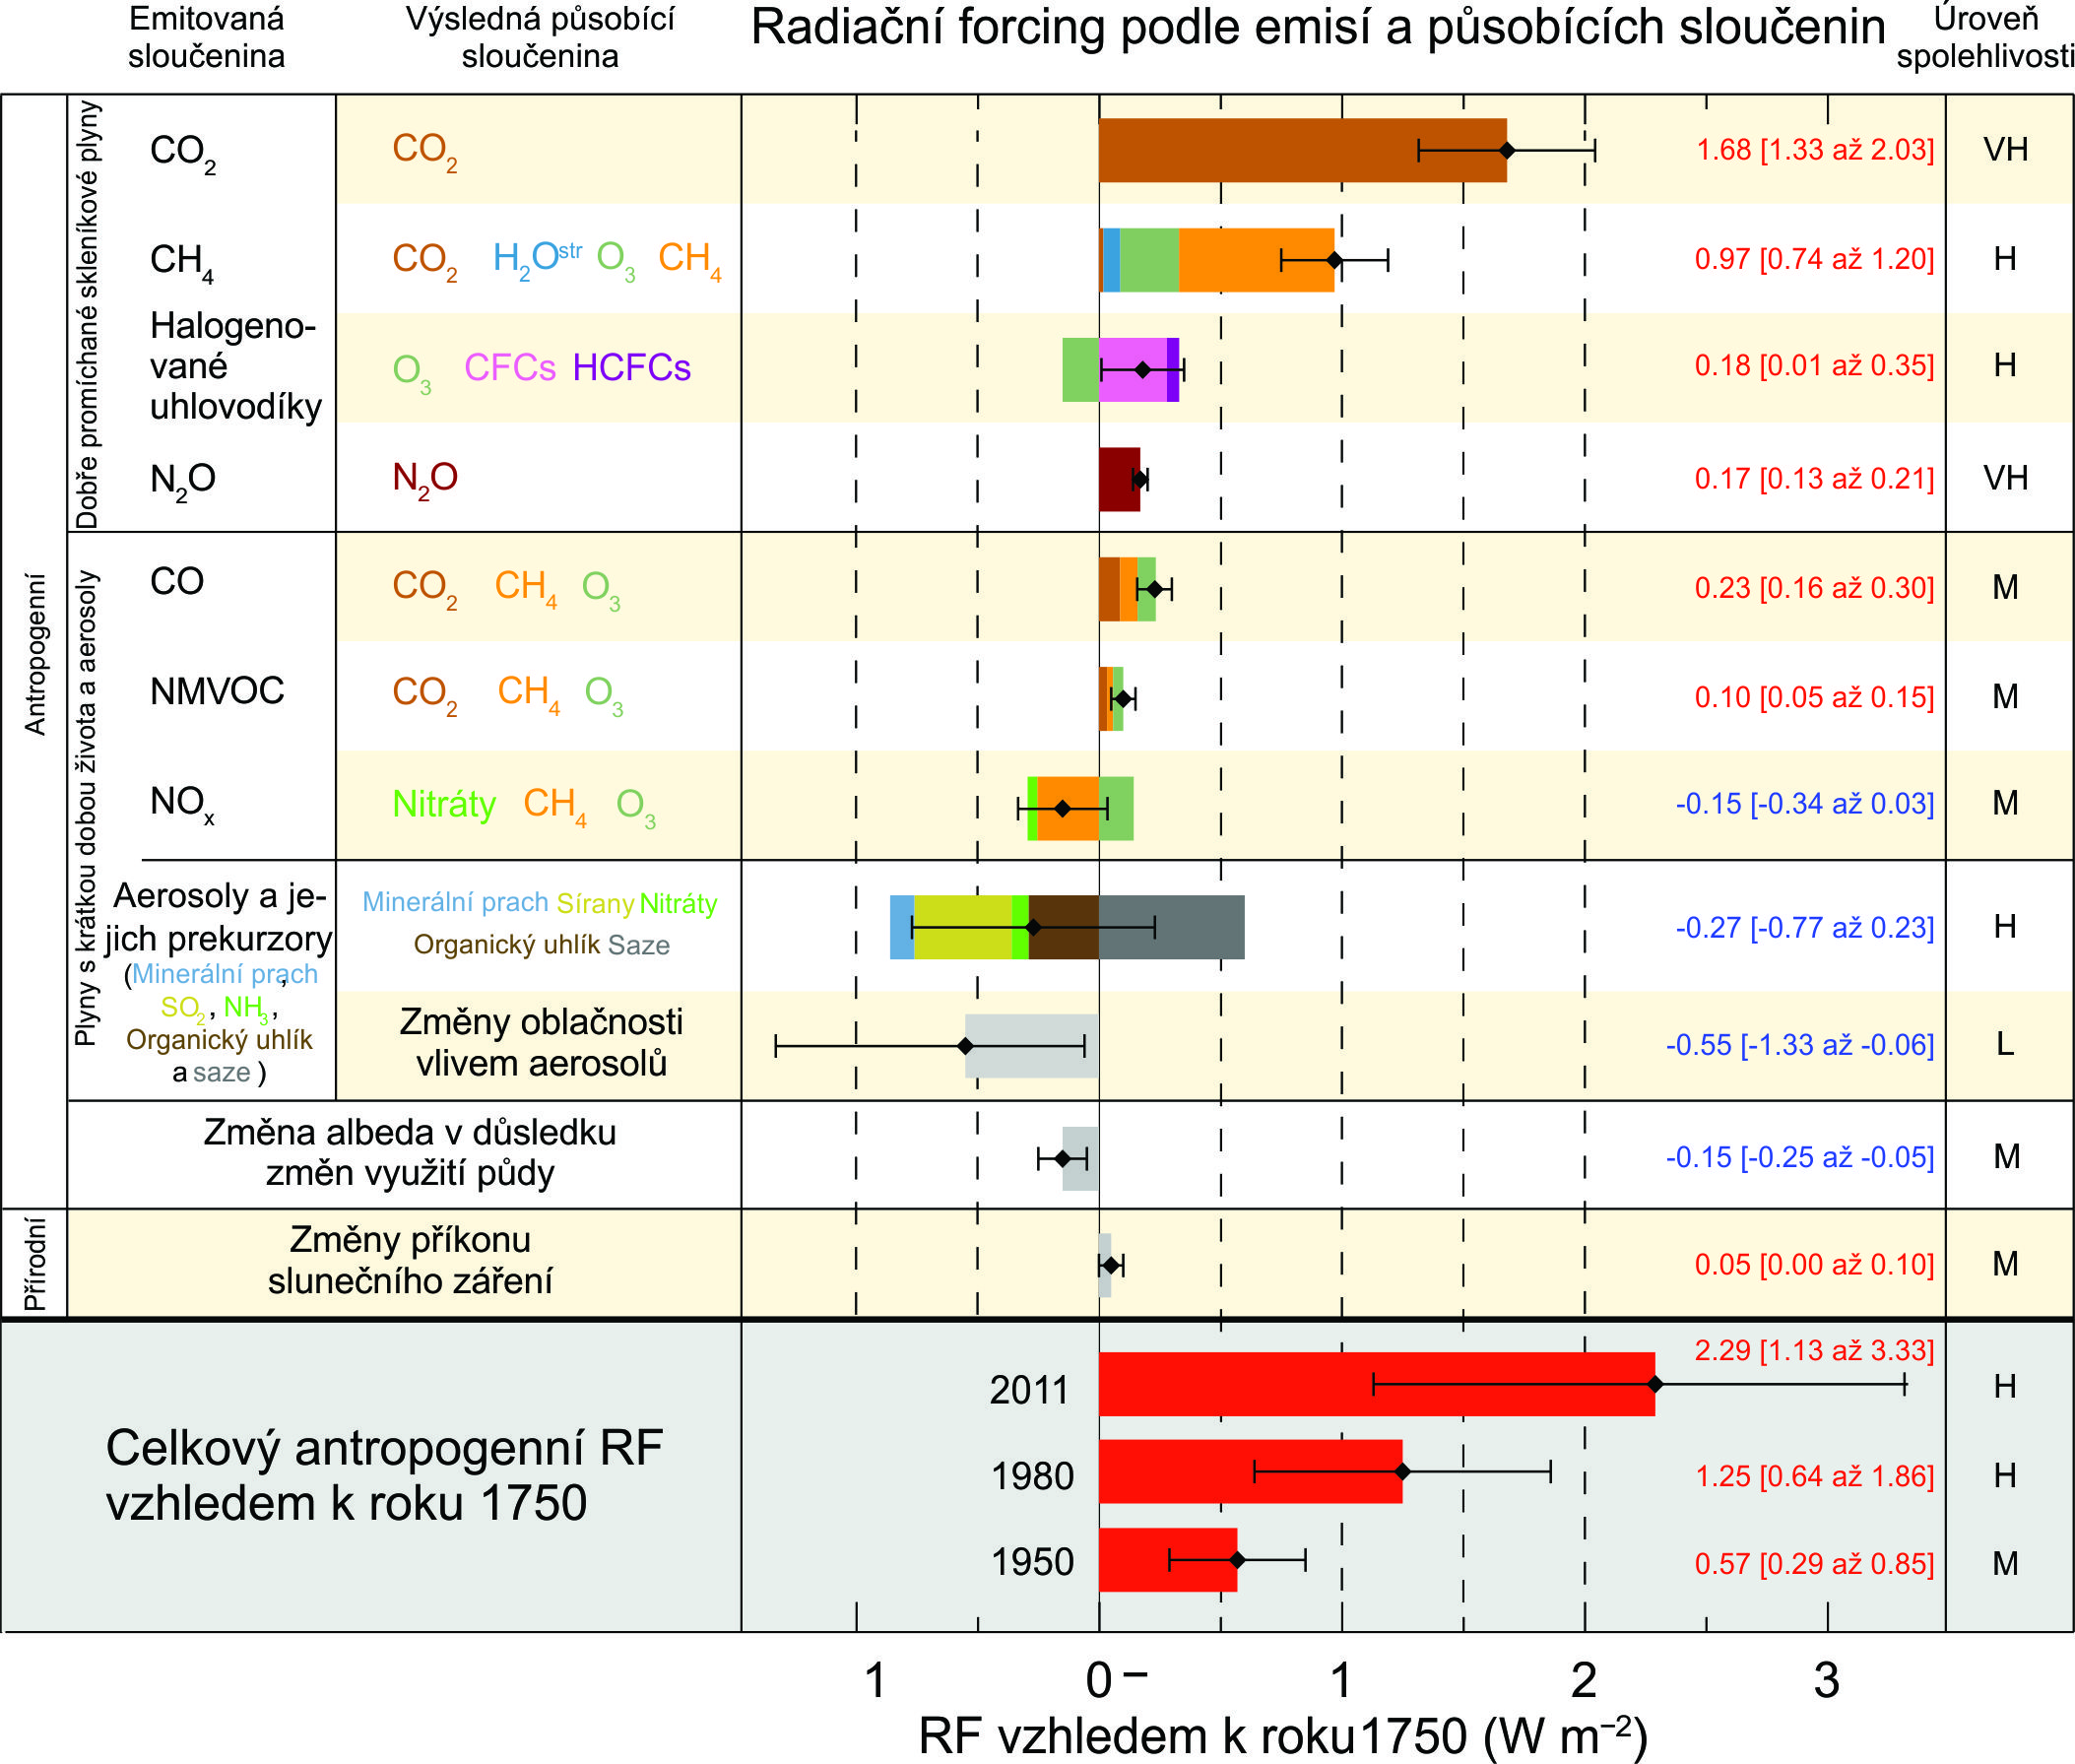 Emitovaná
sloučenina
Výsledná působící
sloučenina
Radiační forcing podle emisí a působících sloučenin
Úroveň
spolehlivosti
Antropogenní
Dobře promíchané skleníkové plyny
CO2
CO2
1.68 [1.33 až 2.03]
VH
CH4
CO2 H2Ostr O3 CH4
0.97 [0.74 až 1.20]
H
Halogeno-
vané
uhlovodíky
O3 CFCs HCFCs
0.18 [0.01 až 0.35]
H
N2O
N2O
0.17 [0.13 až 0.21]
VH
Plyny s krátkou dobou života a aerosoly
CO
CO2 CH4 O3
0.23 [0.16 až 0.30]
M
NMVOC
CO2 CH4 O3
0.10 [0.05 až 0.15]
M
NOx
Nitráty CH4 O3
-0.15 [-0.34 až 0.03]
M
Aerosoly a je-
jich prekurzory
(Minerální prach,
SO2, NH3,
Organický uhlík
a saze )
Minerální prach Sírany Nitráty
Organický uhlík Saze
-0.27 [-0.77 až 0.23]
H
Změny oblačnosti
vlivem aerosolů
-0.55 [-1.33 až -0.06]
L
Změna albeda v důsledku
změn využití půdy
-0.15 [-0.25 až -0.05]
M
Přírodní
Změny příkonu
slunečního záření
0.05 [0.00 až 0.10]
M
Celkový antropogenní RF
vzhledem k roku 1750
2011
2.29 [1.13 až 3.33]
H
1980
1.25 [0.64 až 1.86]
H
1950
0.57 [0.29 až 0.85]
M
1 0 – 1 2 3
RF vzhledem k roku1750 (W m–2)